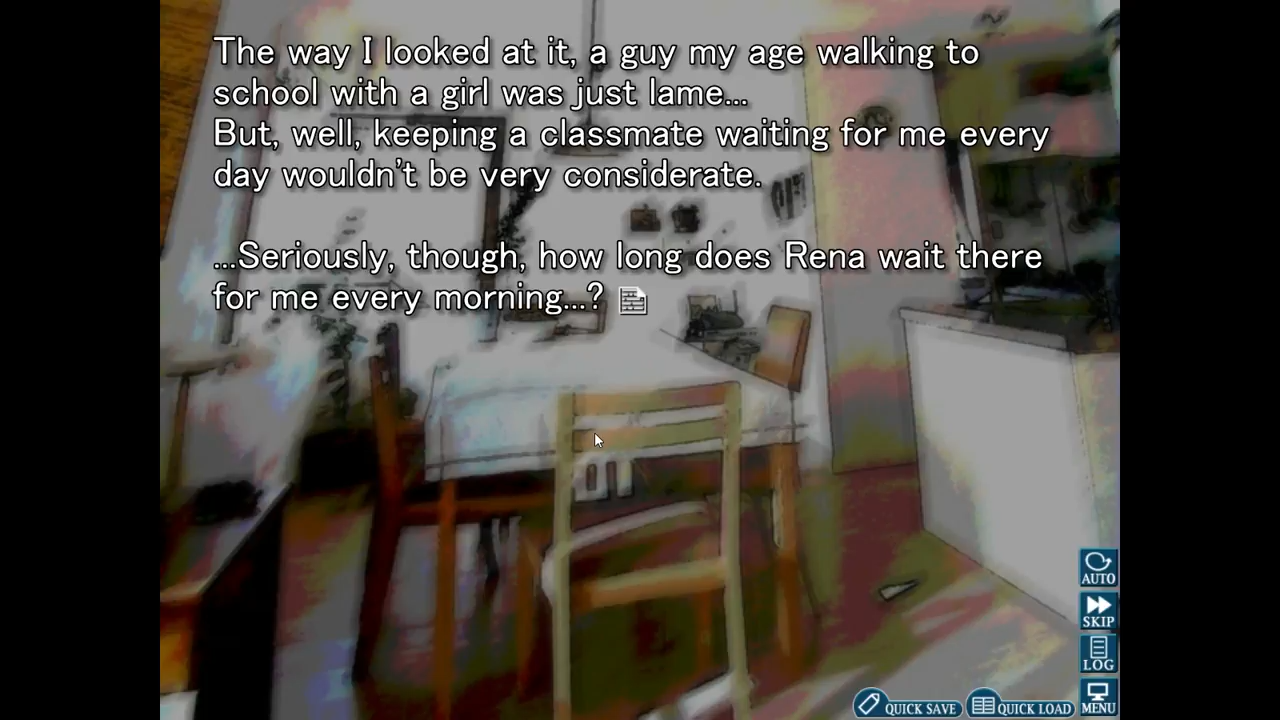 The way I looked at it, a guy my age walking to
school with a girl was just lame...
But, well, keeping a classmate waiting for me every
day wouldn't be very considerate.
...Seriously, though, how long does Rena wait there
for me every morning...?
AUTO
SKIP
LOG
MENU
QUICK SAVE
QUICK LOAD